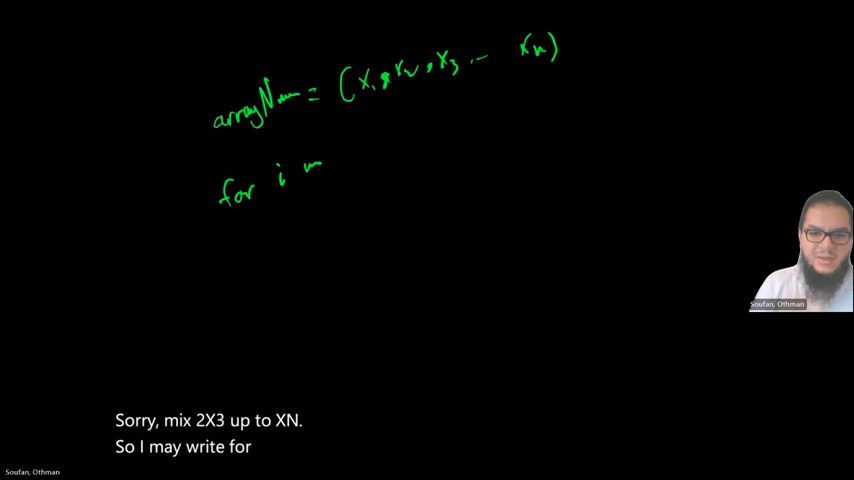 arrayNum = (x1, x2, x3 ... xn)
for i in
Soufan, Othman
Sorry, mix 2X3 up to XN.
So I may write for
Soufan, Othman